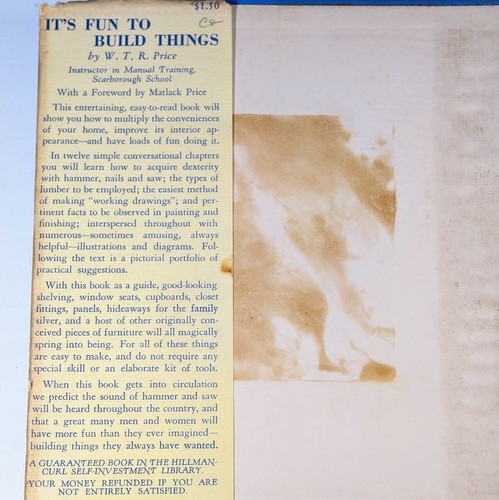 $1.50
IT'S FUN TO
BUILD THINGS
by W. T. R. Price
Instructor in Manual Training,
Scarborough School
With a Foreword by Matlack Price
This entertaining, easy-to-read book will
show you how to multiply the conveniences
of your home, improve its interior ap-
pearance—and have loads of fun doing it.
In twelve simple conversational chapters
you will learn how to acquire dexterity
with hammer, nails and saw; the types of
lumber to be employed; the easiest method
of making "working drawings"; and per-
tinent facts to be observed in painting and
finishing; interspersed throughout with
numerous—sometimes amusing, always
helpful—illustrations and diagrams. Fol-
lowing the text is a pictorial portfolio of
practical suggestions.
With this book as a guide, good-looking
shelving, window seats, cupboards, closet
fittings, panels, hideaways for the family
silver, and a host of other originally con-
ceived pieces of furniture will all magically
spring into being. For all of these things
are easy to make, and do not require any
special skill or an elaborate kit of tools.
When this book gets into circulation
we predict the sound of hammer and saw
will be heard throughout the country, and
that a great many men and women will
have more fun than they ever imagined—
building things they always have wanted.
A GUARANTEED BOOK IN THE HILLMAN-
CURL SELF-INVESTMENT LIBRARY.
YOUR MONEY REFUNDED IF YOU ARE
NOT ENTIRELY SATISFIED.